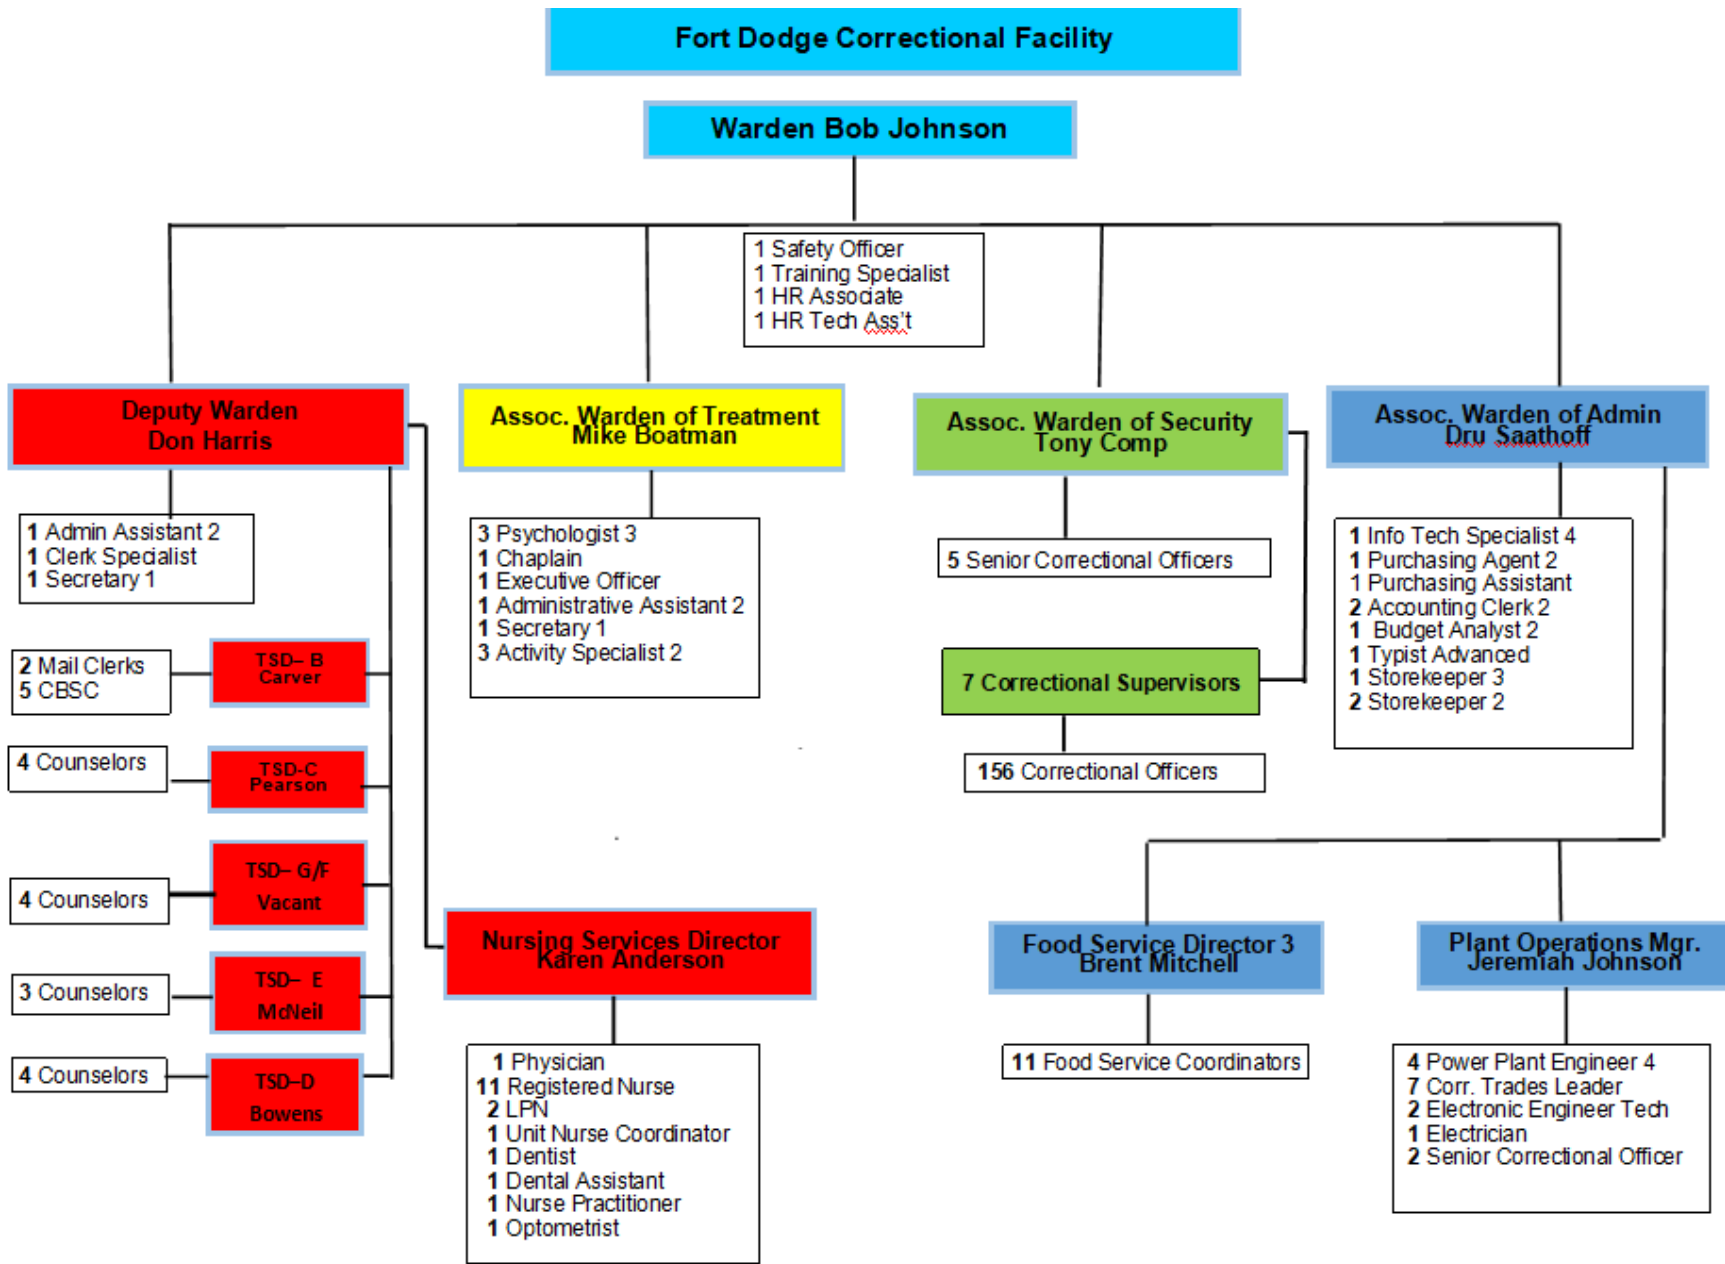 Fort Dodge Correctional Facility
Warden Bob Johnson
1 Safety Officer
1 Training Specialist
1 HR Associate
1 HR Tech Ass't
Deputy Warden
Don Harris
1 Admin Assistant 2
1 Clerk Specialist
1 Secretary 1
TSD– B
Carver
2 Mail Clerks
5 CBSC
TSD-C
Pearson
4 Counselors
TSD– G/F
Vacant
4 Counselors
TSD– E
McNeil
3 Counselors
TSD–D
Bowens
4 Counselors
Nursing Services Director
Karen Anderson
1 Physician
11 Registered Nurse
2 LPN
1 Unit Nurse Coordinator
1 Dentist
1 Dental Assistant
1 Nurse Practitioner
1 Optometrist
Assoc. Warden of Treatment
Mike Boatman
3 Psychologist 3
1 Chaplain
1 Executive Officer
1 Administrative Assistant 2
1 Secretary 1
3 Activity Specialist 2
Assoc. Warden of Security
Tony Comp
5 Senior Correctional Officers
7 Correctional Supervisors
156 Correctional Officers
Assoc. Warden of Admin
Dru Saathoff
1 Info Tech Specialist 4
1 Purchasing Agent 2
1 Purchasing Assistant
2 Accounting Clerk 2
1 Budget Analyst 2
1 Typist Advanced
1 Storekeeper 3
2 Storekeeper 2
Food Service Director 3
Brent Mitchell
11 Food Service Coordinators
Plant Operations Mgr.
Jeremiah Johnson
4 Power Plant Engineer 4
7 Corr. Trades Leader
2 Electronic Engineer Tech
1 Electrician
2 Senior Correctional Officer